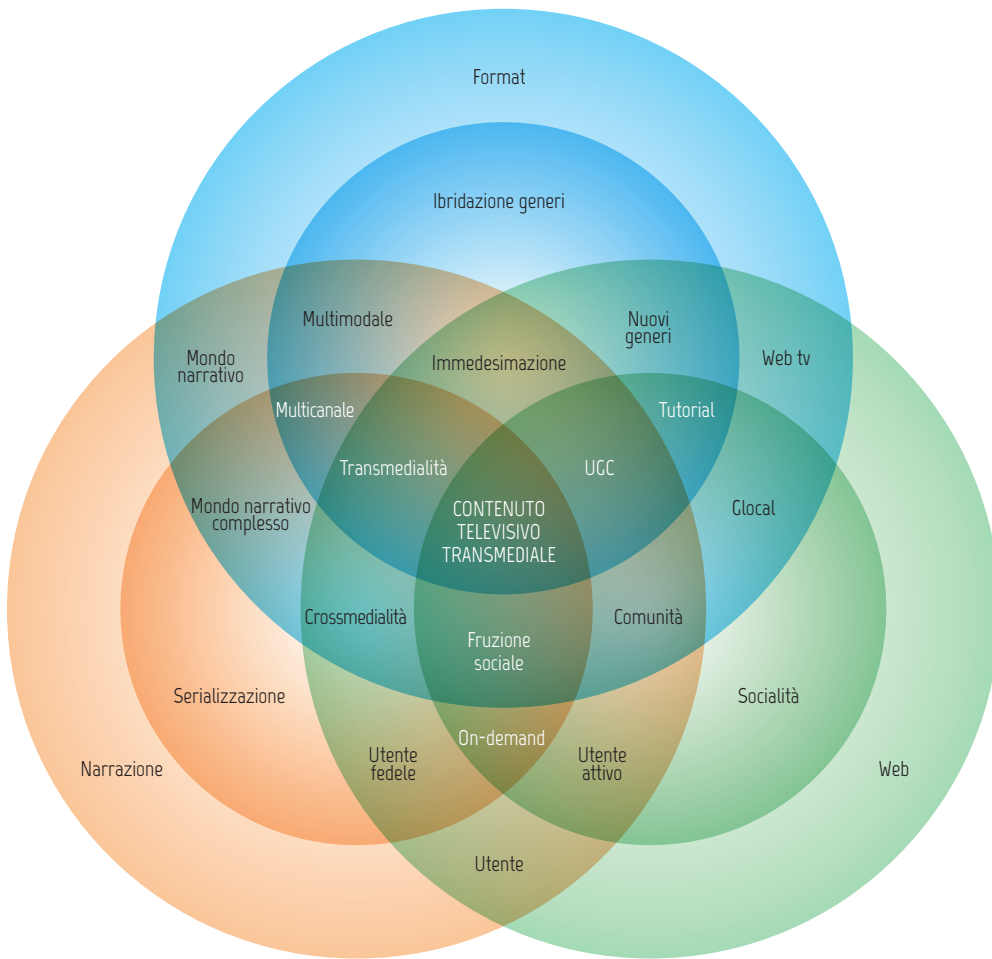 Format
Ibridazione generi
Multimodale
Nuovi
generi
Mondo
narrativo
Immedesimazione
Web tv
Multicanale
Tutorial
Transmedialità
UGC
Mondo narrativo
complesso
CONTENUTO
TELEVISIVO
TRANSMEDIALE
Glocal
Crossmedialità
Comunità
Fruzione
sociale
Serializzazione
Socialità
On-demand
Utente
fedele
Utente
attivo
Narrazione
Web
Utente